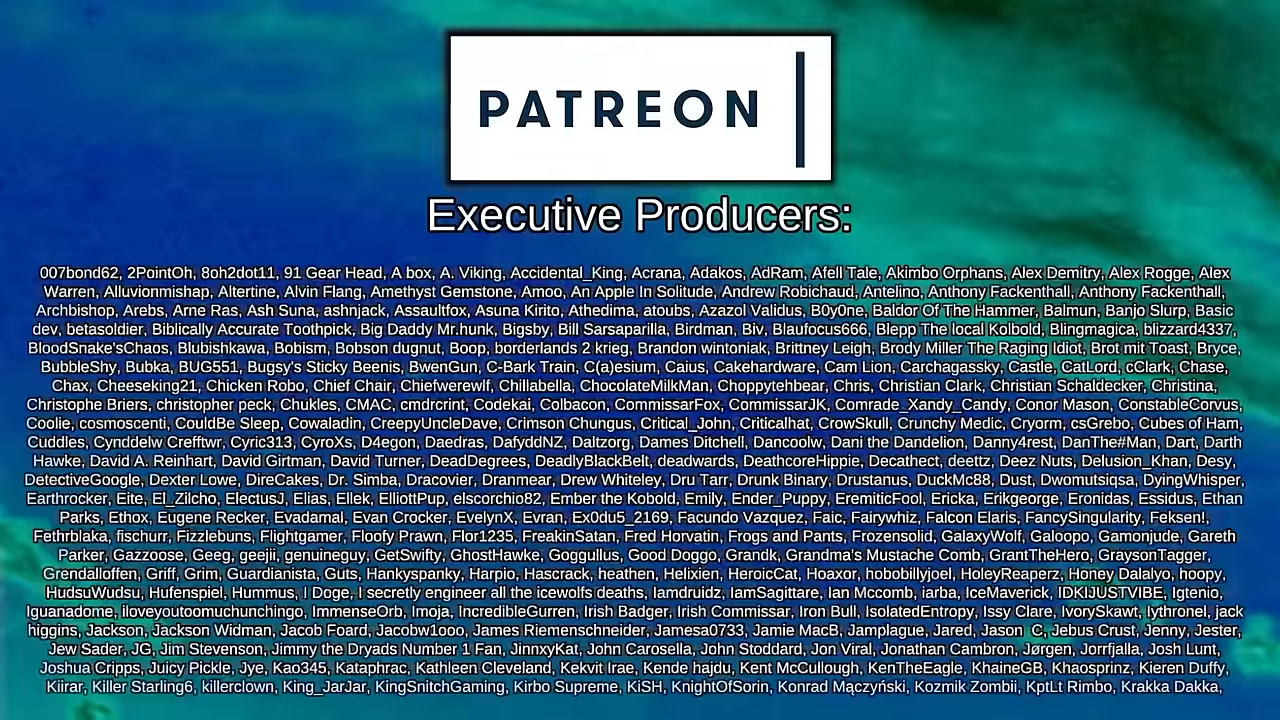 PATREON
Executive Producers:
007bond62, 2PointOh, 8oh2dot11, 91 Gear Head, A box, A. Viking, Accidental_King, Acrana, Adakos, AdRam, Afell Tale, Akimbo Orphans, Alex Demitry, Alex Rogge, Alex
Warren, Alluvionmishap, Altertine, Alvin Flang, Amethyst Gemstone, Amoo, An Apple In Solitude, Andrew Robichaud, Antelino, Anthony Fackenthall, Anthony Fackenthall,
Archbishop, Arebs, Arne Ras, Ash Suna, ashnjack, Assaultfox, Asuna Kirito, Athedima, atoubs, Azazol Validus, B0y0ne, Baldor Of The Hammer, Balmun, Banjo Slurp, Basic
dev, betasoldier, Biblically Accurate Toothpick, Big Daddy Mr.hunk, Bigsby, Bill Sarsaparilla, Birdman, Biv, Blaufocus666, Blepp The local Kolbold, Blingmagica, blizzard4337,
BloodSnake'sChaos, Blubishkawa, Bobism, Bobson dugnut, Boop, borderlands 2 krieg, Brandon wintoniak, Brittney Leigh, Brody Miller The Raging Idiot, Brot mit Toast, Bryce,
BubbleShy, Bubka, BUG551, Bugsy's Sticky Beenis, BwenGun, C-Bark Train, C(a)esium, Caius, Cakehardware, Cam Lion, Carchagassky, Castle, CatLord, cClark, Chase,
Chax, Cheeseking21, Chicken Robo, Chief Chair, Chiefwerewlf, Chillabella, ChocolateMilkMan, Choppytehbear, Chris, Christian Clark, Christian Schaldecker, Christina,
Christophe Briers, christopher peck, Chukles, CMAC, cmdrcrint, Codekai, Colbacon, CommissarFox, CommissarJK, Comrade_Xandy_Candy, Conor Mason, ConstableCorvus,
Coolie, cosmoscenti, CouldBe Sleep, Cowaladin, CreepyUncleDave, Crimson Chungus, Critical_John, Criticalhat, CrowSkull, Crunchy Medic, Cryorm, csGrebo, Cubes of Ham,
Cuddles, Cynddelw Crefftwr, Cyric313, CyroXs, D4egon, Daedras, DafyddNZ, Daltzorg, Dames Ditchell, Dancoolw, Dani the Dandelion, Danny4rest, DanThe#Man, Dart, Darth
Hawke, David A. Reinhart, David Girtman, David Turner, DeadDegrees, DeadlyBlackBelt, deadwards, DeathcoreHippie, Decathect, deettz, Deez Nuts, Delusion_Khan, Desy,
DetectiveGoogle, Dexter Lowe, DireCakes, Dr. Simba, Dracovier, Dranmear, Drew Whiteley, Dru Tarr, Drunk Binary, Drustanus, DuckMc88, Dust, Dwomutsiqsa, DyingWhisper,
Earthrocker, Eite, El_Zilcho, ElectusJ, Elias, Ellek, ElliottPup, elscorchio82, Ember the Kobold, Emily, Ender_Puppy, EremiticFool, Ericka, Erikgeorge, Eronidas, Essidus, Ethan
Parks, Ethox, Eugene Recker, Evadamal, Evan Crocker, EvelynX, Evran, Ex0du5_2169, Facundo Vazquez, Faic, Fairywhiz, Falcon Elaris, FancySingularity, Feksen!,
Fethrblaka, fischurr, Fizzlebuns, Flightgamer, Floofy Prawn, Flor1235, FreakinSatan, Fred Horvatin, Frogs and Pants, Frozensolid, GalaxyWolf, Galoopo, Gamonjude, Gareth
Parker, Gazzoose, Geeg, geejii, genuineguy, GetSwifty, GhostHawke, Goggullus, Good Doggo, Grandk, Grandma's Mustache Comb, GrantTheHero, GraysonTagger,
Grendalloffen, Griff, Grim, Guardianista, Guts, Hankyspanky, Harpio, Hascrack, heathen, Helixien, HeroicCat, Hoaxor, hobobillyjoel, HoleyReaperz, Honey Dalalyo, hoopy,
HudsuWudsu, Hufenspiel, Hummus, I Doge, I secretly engineer all the icewolfs deaths, Iamdruidz, IamSagittare, Ian Mccomb, iarba, IceMaverick, IDKIJUSTVIBE, Igtenio,
Iguanadome, iloveyoutoomuchunchingo, ImmenseOrb, Imoja, IncredibleGurren, Irish Badger, Irish Commissar, Iron Bull, IsolatedEntropy, Issy Clare, IvorySkawt, Iythronel, jack
higgins, Jackson, Jackson Widman, Jacob Foard, Jacobw1ooo, James Riemenschneider, Jamesa0733, Jamie MacB, Jamplague, Jared, Jason_C, Jebus Crust, Jenny, Jester,
Jew Sader, JG, Jim Stevenson, Jimmy the Dryads Number 1 Fan, JinnxyKat, John Carosella, John Stoddard, Jon Viral, Jonathan Cambron, Jørgen, Jorrfjalla, Josh Lunt,
Joshua Cripps, Juicy Pickle, Jye, Kao345, Kataphrac, Kathleen Cleveland, Kekvit Irae, Kende hajdu, Kent McCullough, KenTheEagle, KhaineGB, Khaosprinz, Kieren Duffy,
Kiirar, Killer Starling6, killerclown, King_JarJar, KingSnitchGaming, Kirbo Supreme, KiSH, KnightOfSorin, Konrad Mączyński, Kozmik Zombii, KptLt Rimbo, Krakka Dakka,